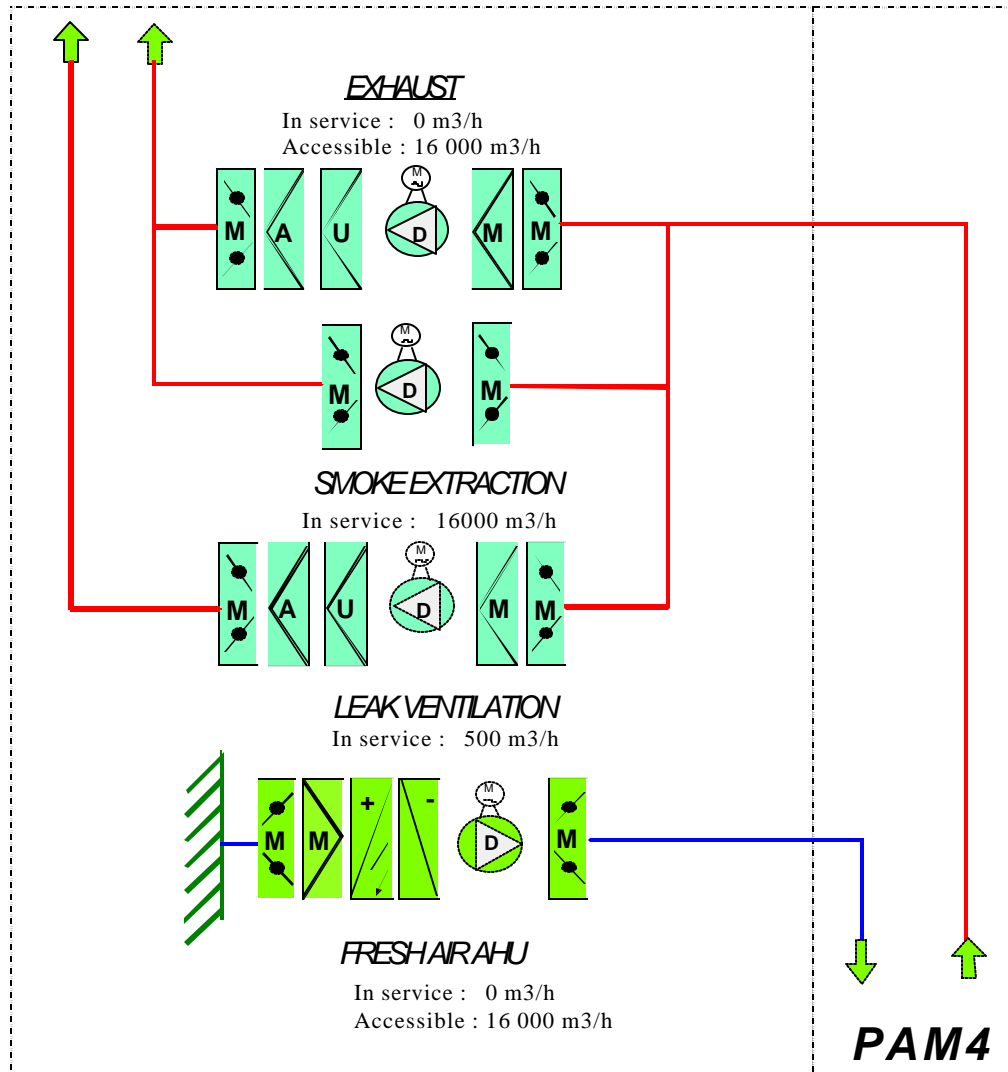 EXHAUST
In service : 0 m3/h
Accessible : 16 000 m3/h
M A U M D M M
M M D M
SMOKE EXTRACTION
In service : 16000 m3/h
M A U M D M M
LEAK VENTILATION
In service : 500 m3/h
M M + - M D M
FRESH AIR AHU
In service : 0 m3/h
Accessible : 16 000 m3/h
PAM4